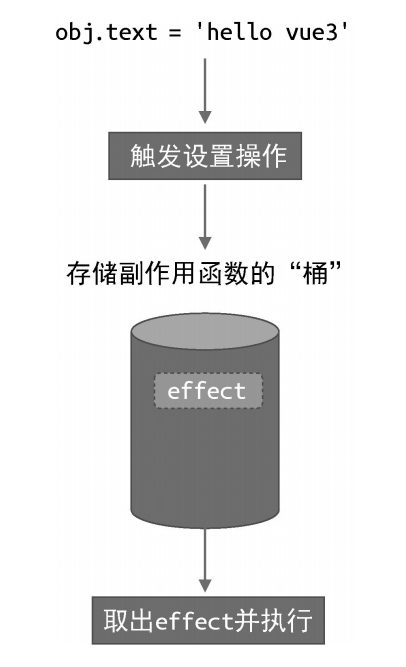 obj.text = 'hello vue3'
触发设置操作
存储副作用函数的“桶”
effect
取出effect并执行